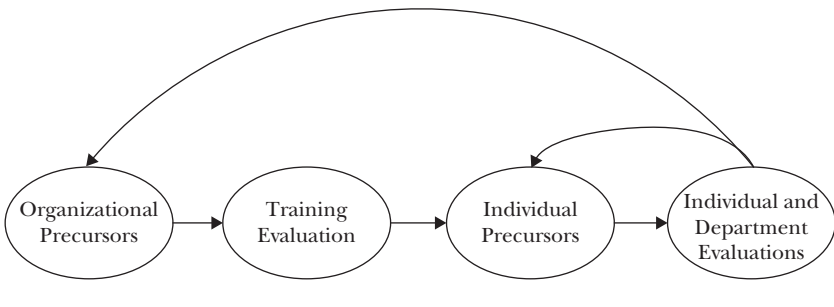 Organizational
Precursors
Training
Evaluation
Individual
Precursors
Individual and
Department
Evaluations